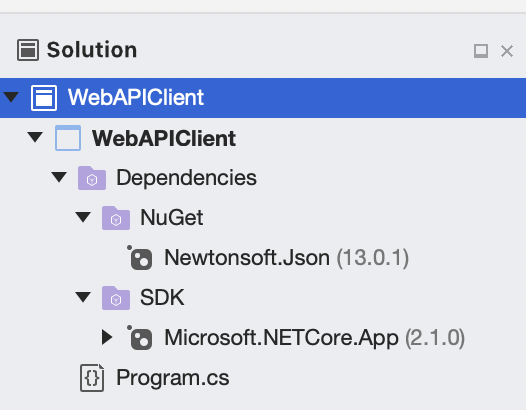 Solution
WebAPIClient
WebAPIClient
Dependencies
NuGet
Newtonsoft.Json (13.0.1)
SDK
Microsoft.NETCore.App (2.1.0)
Program.cs